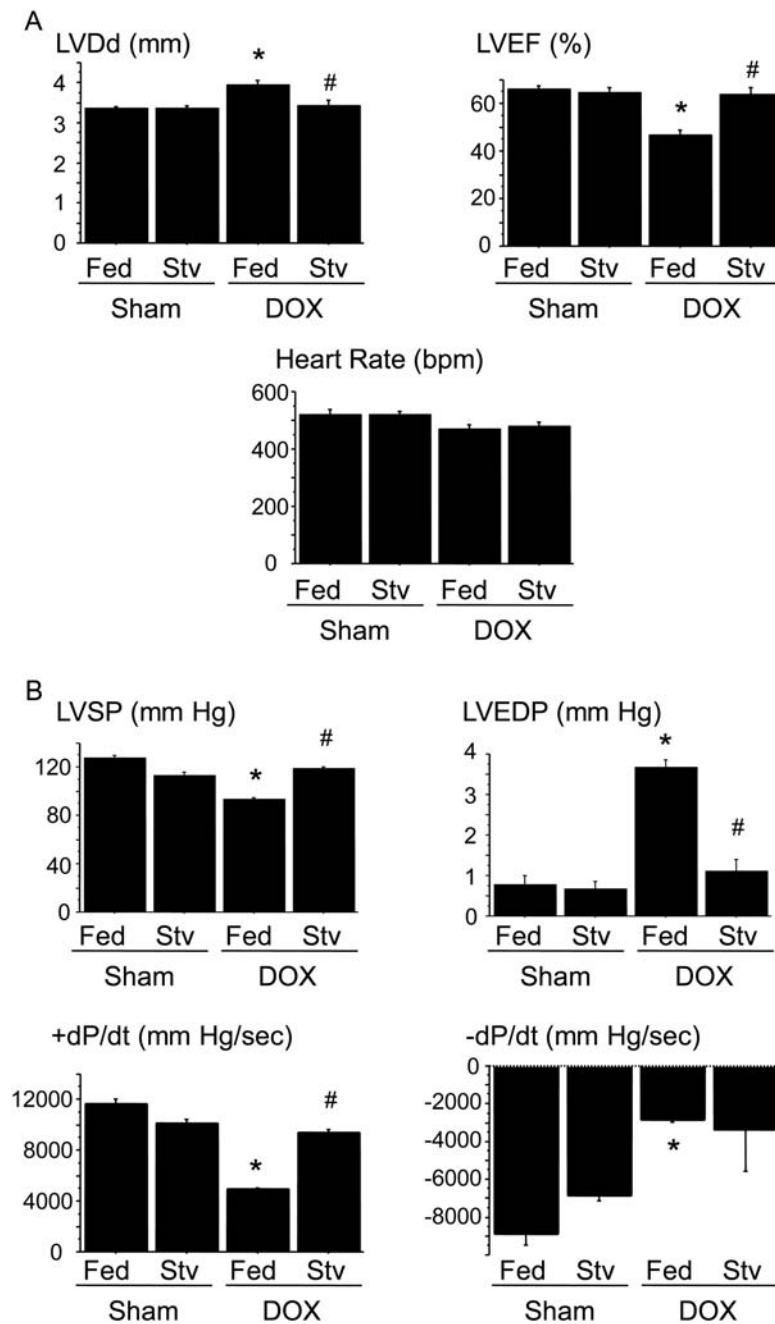 A
LVDd (mm)
4
3
2
1
0
*
#
Fed Stv Fed Stv
Sham DOX
LVEF (%)
60
40
20
0
*
#
Fed Stv Fed Stv
Sham DOX
Heart Rate (bpm)
600
400
200
0
Fed Stv Fed Stv
Sham DOX
B
LVSP (mm Hg)
120
80
40
0
*
#
Fed Stv Fed Stv
Sham DOX
LVEDP (mm Hg)
4
3
2
1
0
*
#
Fed Stv Fed Stv
Sham DOX
+dP/dt (mm Hg/sec)
12000
8000
4000
0
*
#
Fed Stv Fed Stv
Sham DOX
-dP/dt (mm Hg/sec)
0
-2000
-4000
-6000
-8000
*
Fed Stv Fed Stv
Sham DOX